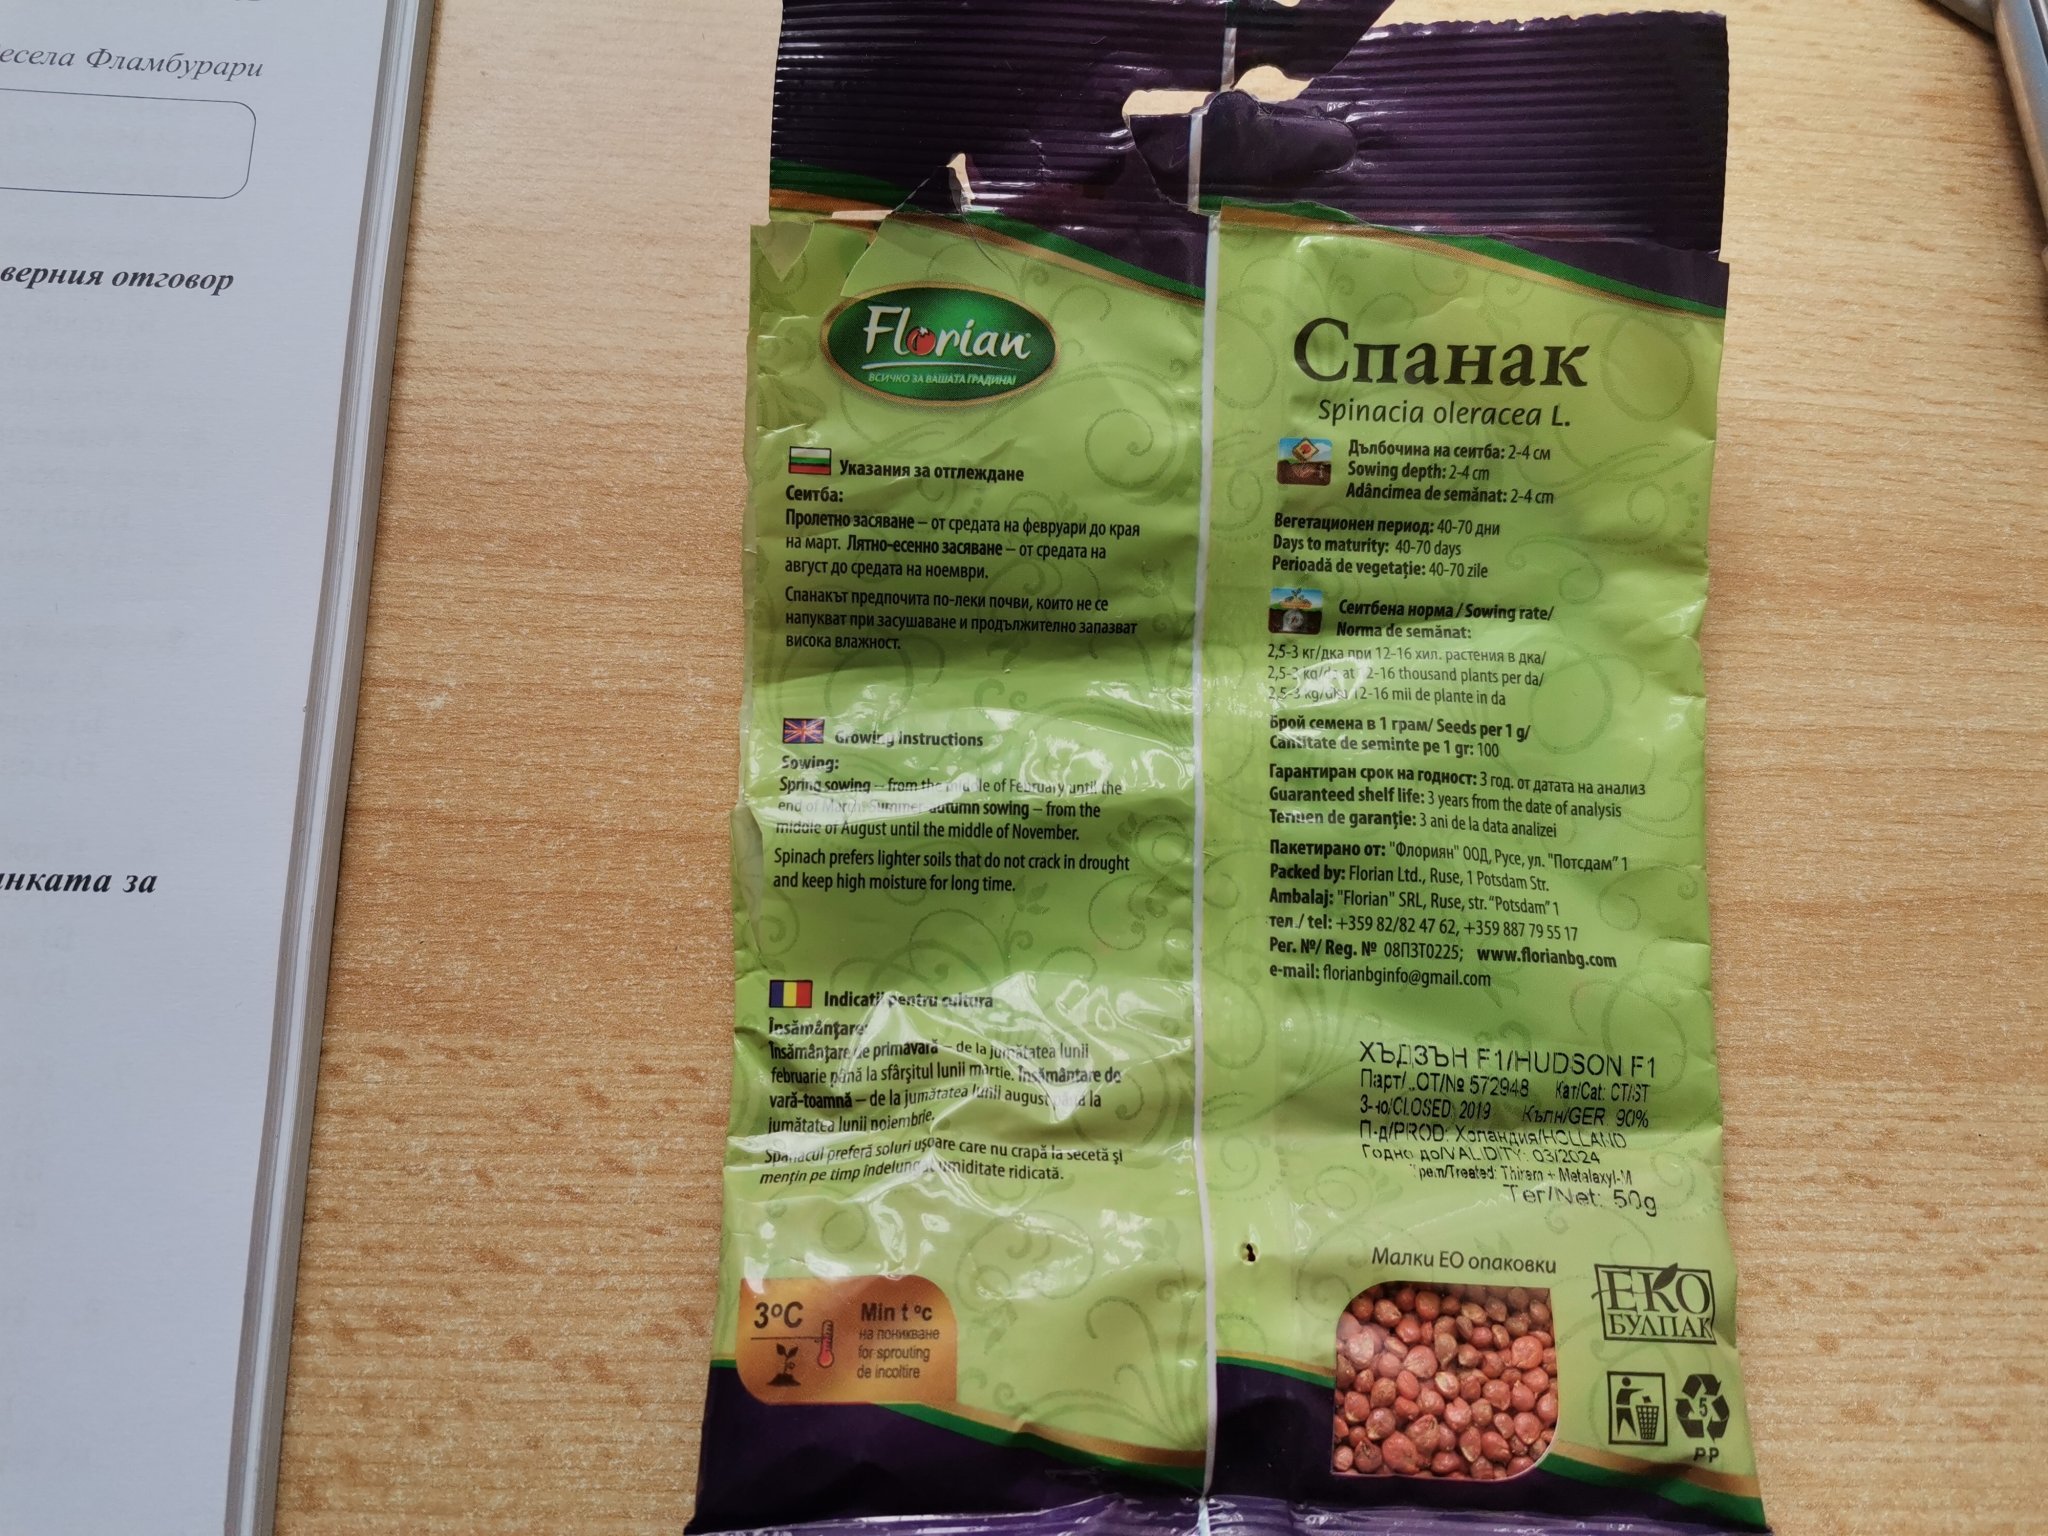 есела Фламбурари
верния отговор
нката за
Florian
ВСИЧКО ЗА ВАШАТА ГРАДИНА!
Указания за отглеждане
Сеитба:
Пролетно засяване – от средата на февруари до края
на март. Лятно-есенно засяване – от средата на
август до средата на ноември.
Спанакът предпочита по-леки почви, които не се
напукват при засушаване и продължително запазват
висока влажност.
Growing instructions
Sowing:
Spring sowing – from the middle of February until the
end of March. Summer-autumn sowing – from the
middle of August until the middle of November.
Spinach prefers lighter soils that do not crack in drought
and keep high moisture for long time.
Indicatii pentru cultura
Însămânțare:
Însămânțare de primavară – de la jumătatea lunii
februarie până la sfârşitul lunii martie. Însământare de
vară-toamnă – de la jumătatea lunii august până la
jumătatea lunii noiembrie.
Spanacul preferă soluri uşoare care nu crapă la secetă şi
mențin pe timp îndelungat umiditate ridicată.
3°C
Min t °c
на поникване
for sprouting
de incoltire
Спанак
Spinacia oleracea L.
Дълбочина на сеитба: 2-4 см
Sowing depth: 2-4 cm
Adâncimea de semănat: 2-4 cm
Вегетационен период: 40-70 дни
Days to maturity: 40-70 days
Perioadă de vegetaţie: 40-70 zile
Сеитбена норма / Sowing rate/
Norma de semănat:
2,5-3 кг/дка при 12-16 хил. растения в дка/
2,5-3 kg/da at 12-16 thousand plants per da/
2,5-3 kg/da 12-16 mii de plante in da
Брой семена в 1 грам/ Seeds per 1 g/
Cantitate de seminte pe 1 gr: 100
Гарантиран срок на годност: 3 год. от датата на анализ
Guaranteed shelf life: 3 years from the date of analysis
Termen de garanţie: 3 ani de la data analizei
Пакетирано от: "Флориян" ООД, Русе, ул. "Потсдам" 1
Packed by: Florian Ltd., Ruse, 1 Potsdam Str.
Ambalaj: "Florian" SRL, Ruse, str. "Potsdam" 1
тел./ tel: +359 82/82 47 62, +359 887 79 55 17
Рег. №/ Reg. № 08ПЗТ0225; www.florianbg.com
e-mail: florianbginfo@gmail.com
ХЪДЗЪН F1/HUDSON F1
Парт/LOT/№ 572948 Кат/Cat: СТ/ST
З-ю/CLOSED: 2019 Кълн/GER 90%
П-д/PROD: Холандия/HOLLAND
Годно до/VALIDITY: 03/2024
Трет/Treated: Thiram + Metalaxyl-M
Тег/Net: 50g
Малки ЕО опаковки
ЕКО
БУЛПАК
5
PP